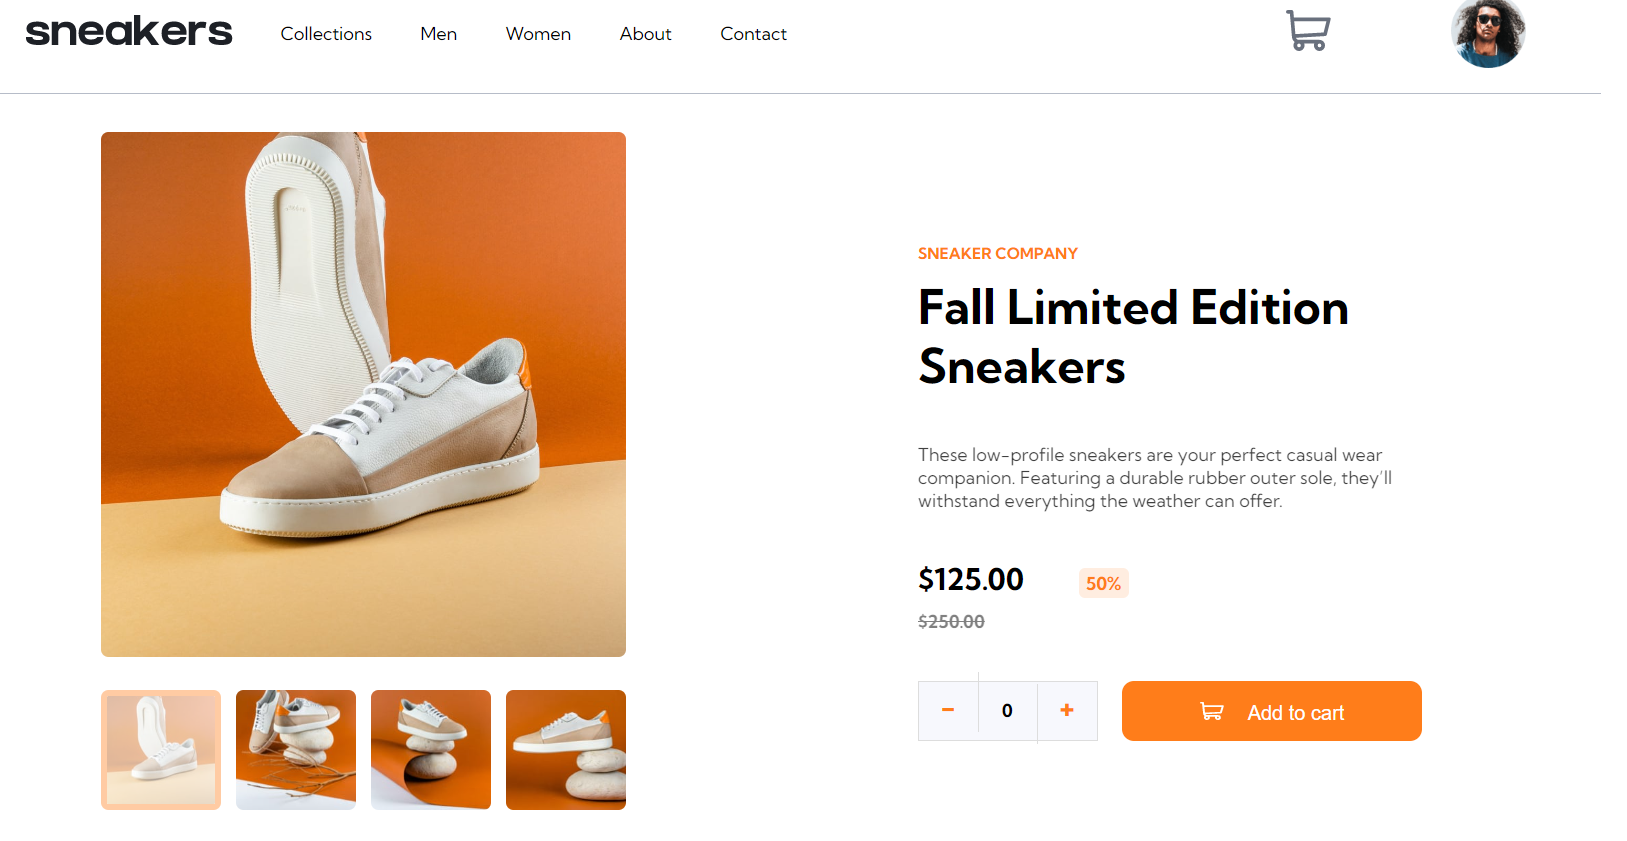 sneakers
Collections
Men
Women
About
Contact
SNEAKER COMPANY
Fall Limited Edition
Sneakers
These low-profile sneakers are your perfect casual wear
companion. Featuring a durable rubber outer sole, they’ll
withstand everything the weather can offer.
$125.00
50%
$250.00
0
Add to cart